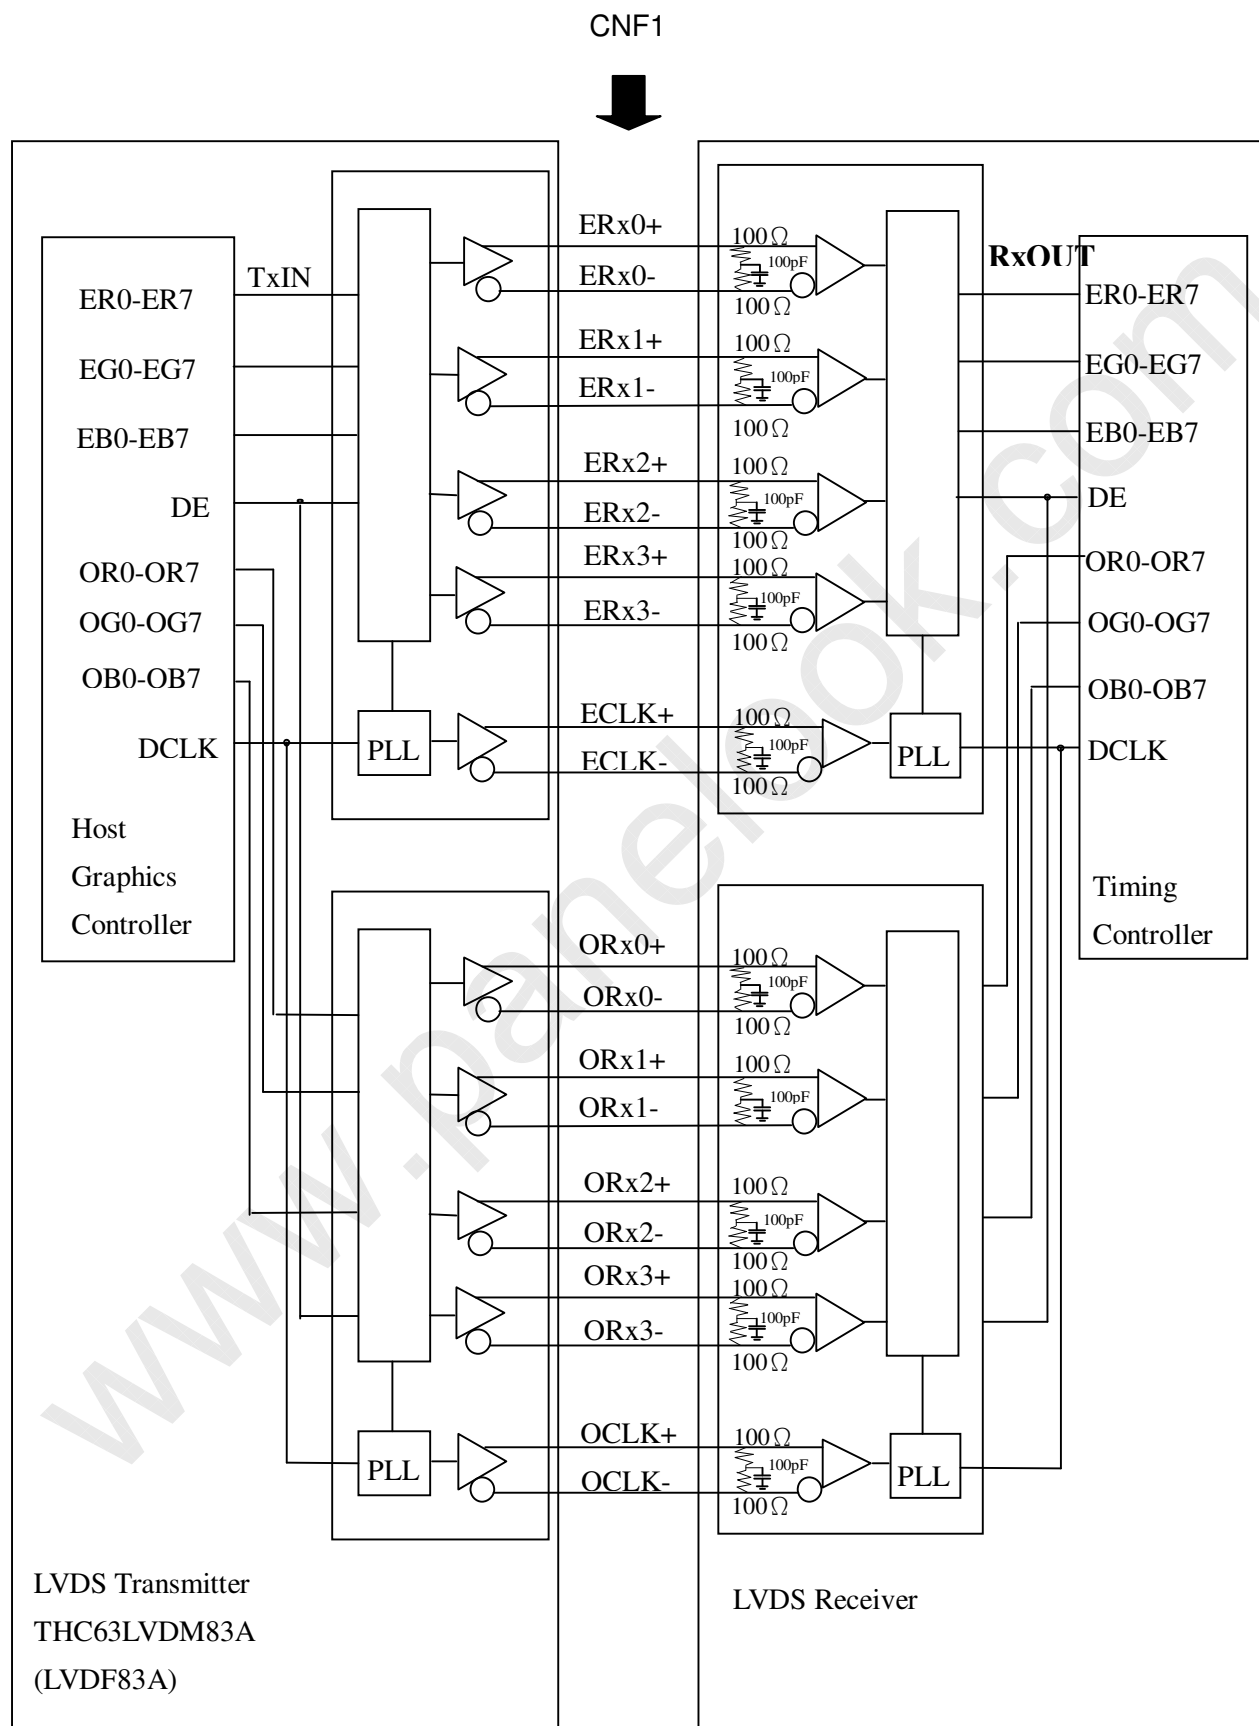 CNF1
TxIN
ER0-ER7
EG0-EG7
EB0-EB7
DE
OR0-OR7
OG0-OG7
OB0-OB7
DCLK
Host
Graphics
Controller
PLL
ERx0+
ERx0-
ERx1+
ERx1-
ERx2+
ERx2-
ERx3+
ERx3-
ECLK+
ECLK-
100Ω
100pF
100Ω
100Ω
100pF
100Ω
100Ω
100pF
100Ω
100Ω
100pF
100Ω
100Ω
100pF
100Ω
PLL
RxOUT
ER0-ER7
EG0-EG7
EB0-EB7
DE
OR0-OR7
OG0-OG7
OB0-OB7
DCLK
Timing
Controller
PLL
ORx0+
ORx0-
ORx1+
ORx1-
ORx2+
ORx2-
ORx3+
ORx3-
OCLK+
OCLK-
100Ω
100pF
100Ω
100Ω
100pF
100Ω
100Ω
100pF
100Ω
100Ω
100pF
100Ω
100Ω
100pF
100Ω
PLL
LVDS Transmitter
THC63LVDM83A
(LVDF83A)
LVDS Receiver
www.panelook.com